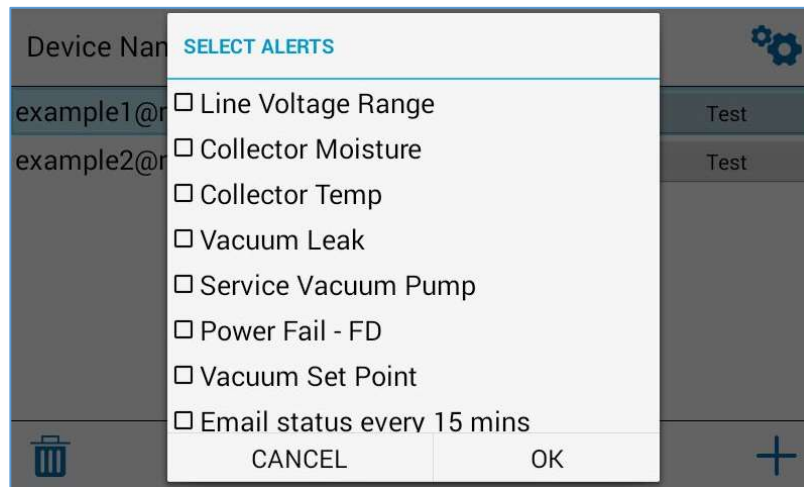 Device Nan
SELECT ALERTS
example1@r
Line Voltage Range
Test
Collector Moisture
example2@r
Test
Collector Temp
Vacuum Leak
Service Vacuum Pump
Power Fail - FD
Vacuum Set Point
Email status every 15 mins
CANCEL
OK